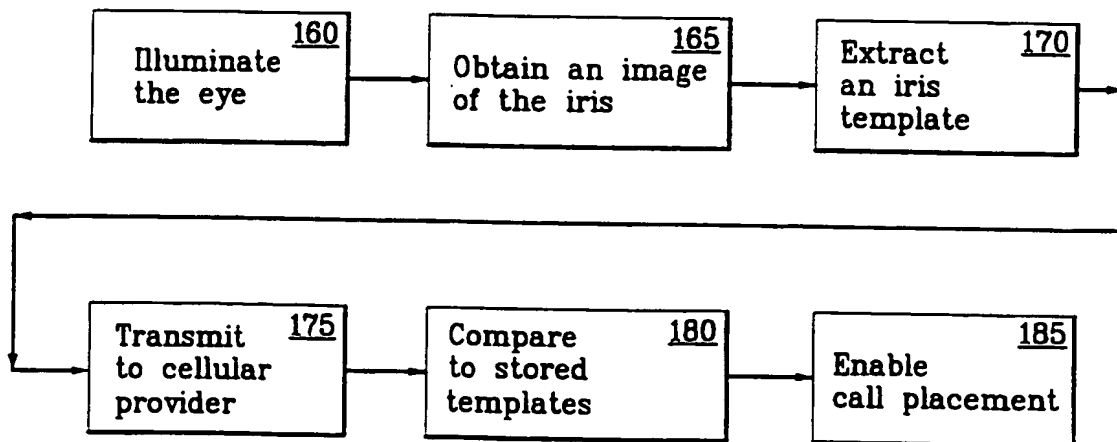 160
Illuminate
the eye
165
Obtain an image
of the iris
170
Extract
an iris
template
175
Transmit
to cellular
provider
180
Compare
to stored
templates
185
Enable
call placement